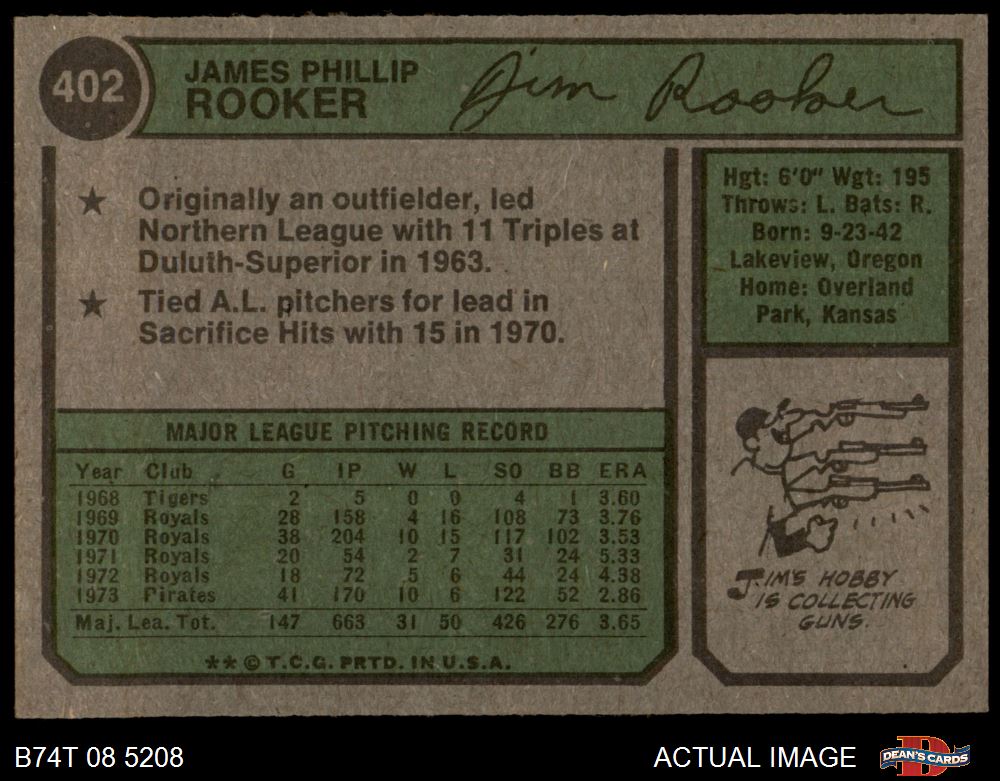 402
JAMES PHILLIP
ROOKER
Jim Rooker
★ Originally an outfielder, led
Northern League with 11 Triples at
Duluth-Superior in 1963.
★ Tied A.L. pitchers for lead in
Sacrifice Hits with 15 in 1970.
Hgt: 6'0" Wgt: 195
Throws: L. Bats: R.
Born: 9-23-42
Lakeview, Oregon
Home: Overland
Park, Kansas
MAJOR LEAGUE PITCHING RECORD
Year Club G IP W L SO BB ERA
1968 Tigers 2 5 0 0 4 1 3.60
1969 Royals 28 158 4 16 108 73 3.76
1970 Royals 38 204 10 15 117 102 3.53
1971 Royals 20 54 2 7 31 24 5.33
1972 Royals 18 72 5 6 44 24 4.38
1973 Pirates 41 170 10 6 122 52 2.86
Maj. Lea. Tot. 147 663 31 50 426 276 3.65
** © T.C.G. PRTD. IN U.S.A.
JIM'S HOBBY
IS COLLECTING
GUNS.
B74T 08 5208
ACTUAL IMAGE
DEAN'S CARDS